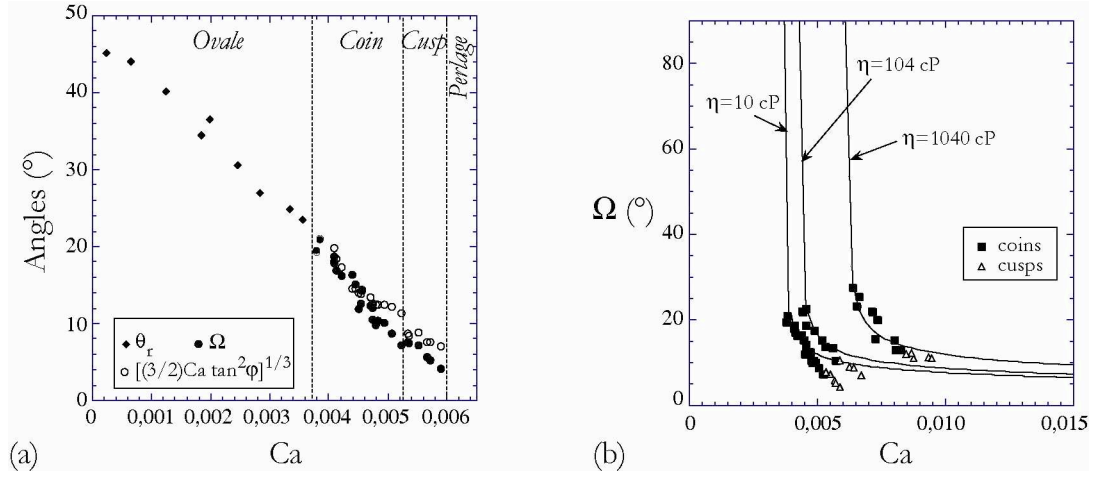 50
40
30
20
10
0
Angles (°)
Ovale
Coin
Cusp
Perlage
θr
Ω
[(3/2)Ca tan²φ]^1/3
0 0,001 0,002 0,003 0,004 0,005 0,006
(a)
Ca
80
60
40
20
0
Ω (°)
η=104 cP
η=10 cP
η=1040 cP
coins
cusps
0 0,005 0,010 0,015
(b)
Ca